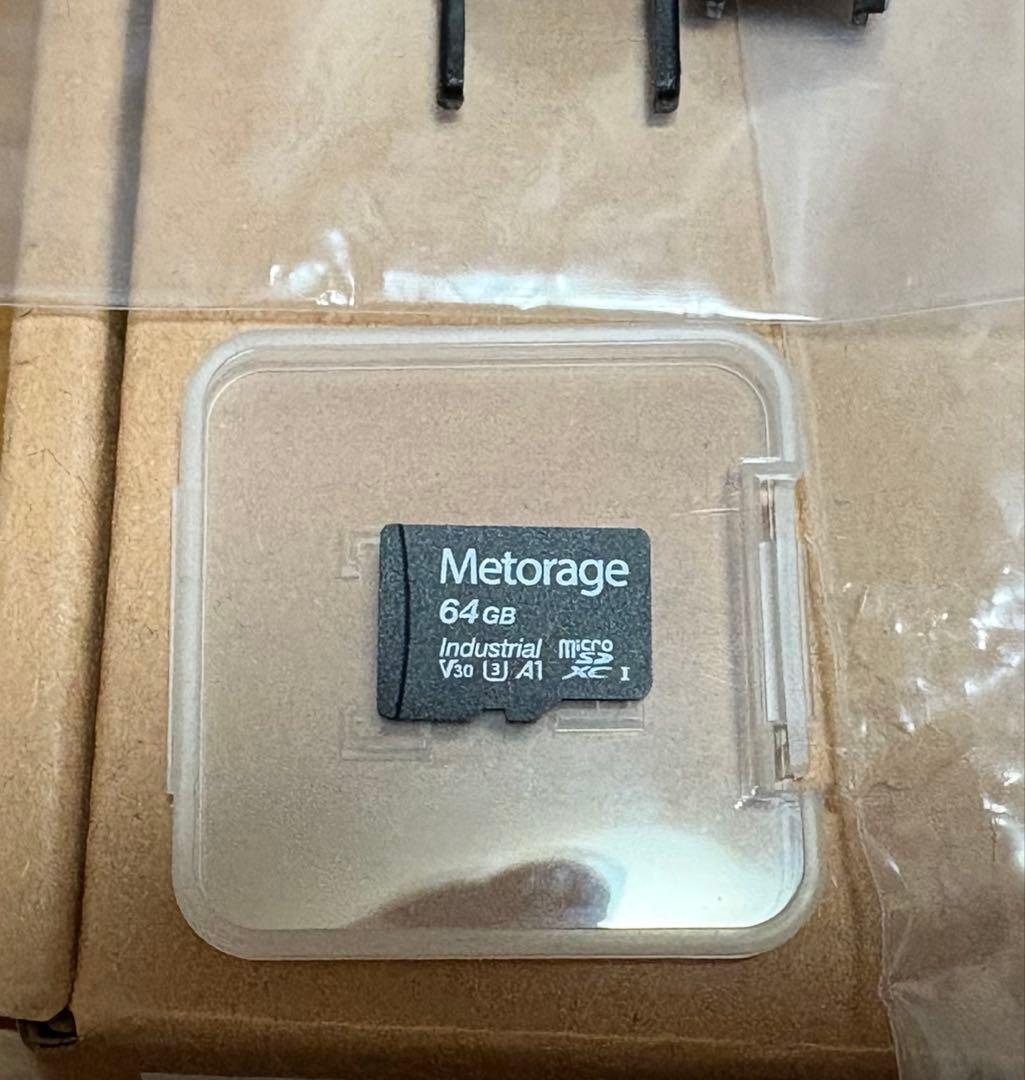 Metorage
64GB
Industrial micro SD
V30 U3 A1 XC I